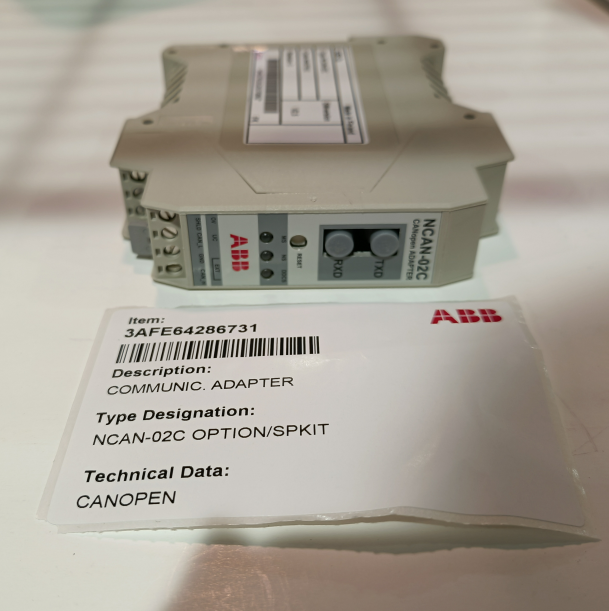 NCAN-02C
CANopen ADAPTER
ABB
RESET
RXD
TXD
ABB
Item:
3AFE64286731
Description:
COMMUNIC. ADAPTER
Type Designation:
NCAN-02C OPTION/SPKIT
Technical Data:
CANOPEN